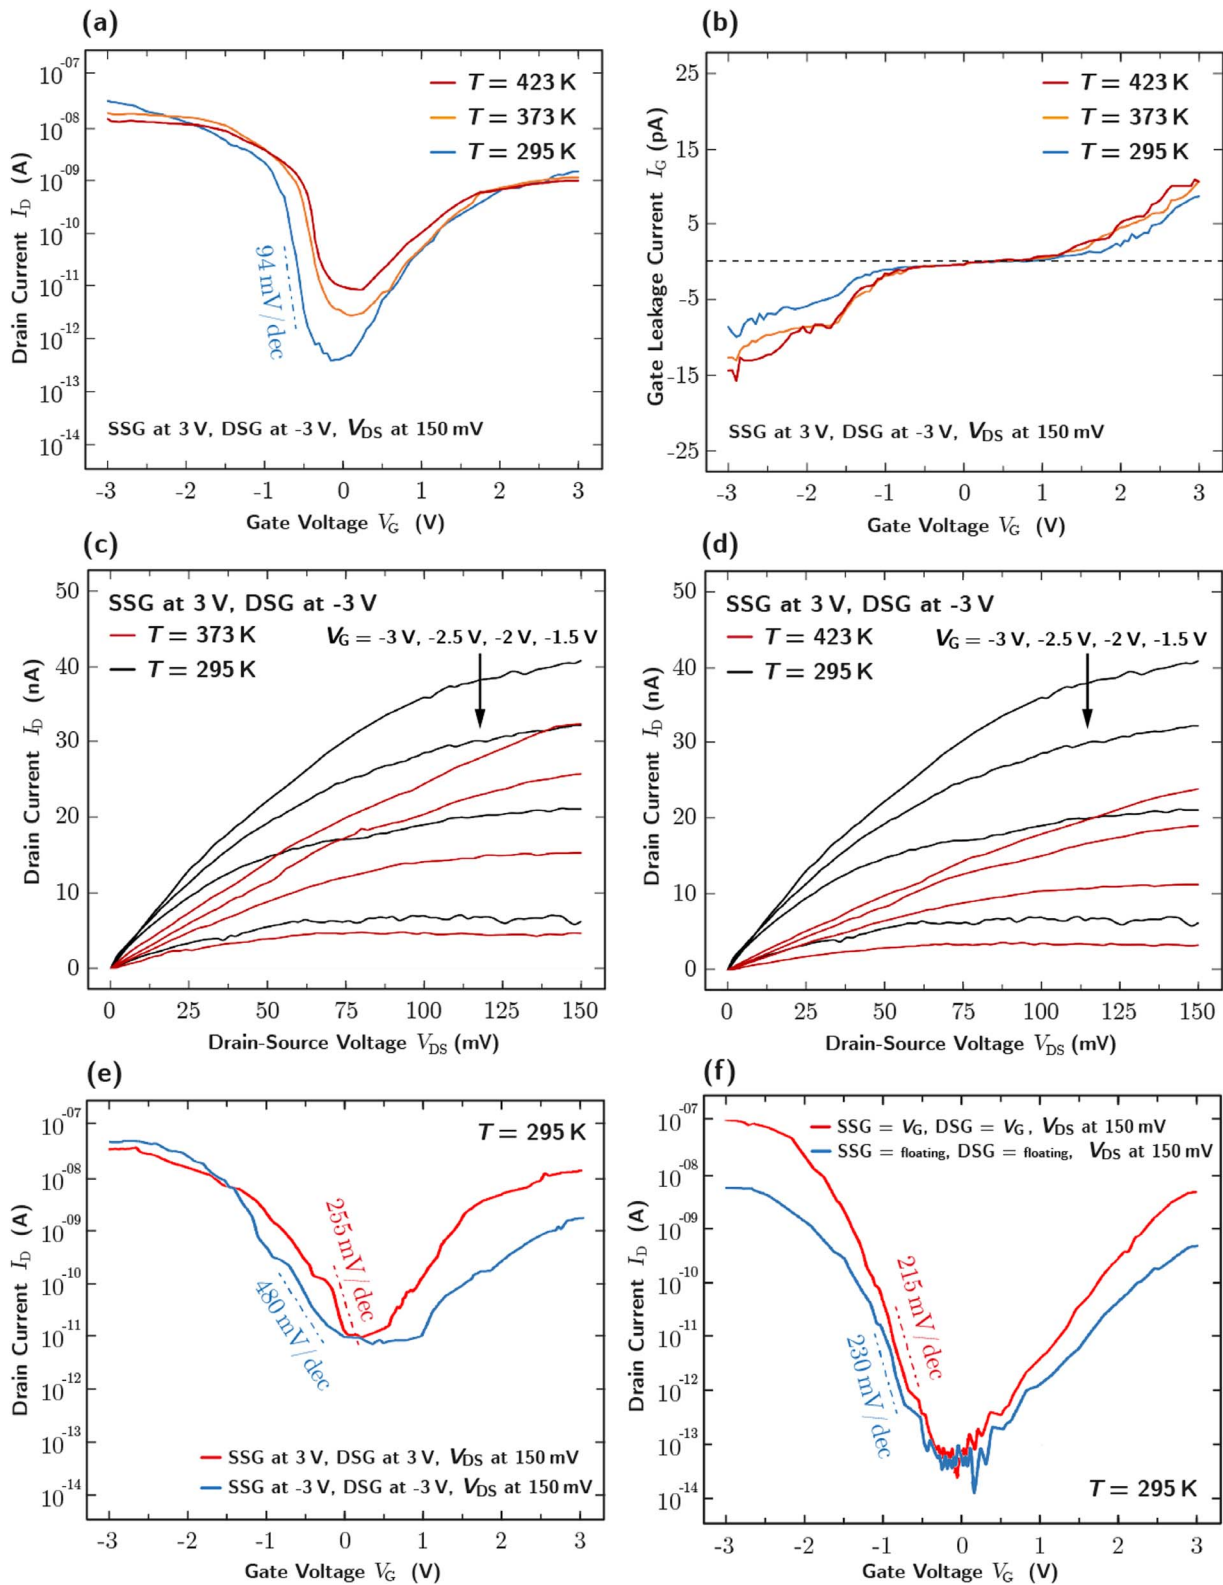 (a)
10^-07
10^-08
10^-09
10^-10
10^-11
10^-12
10^-13
10^-14
Drain Current I_D (A)
T = 423 K
T = 373 K
T = 295 K
94 mV/dec
SSG at 3 V, DSG at -3 V, V_DS at 150 mV
-3 -2 -1 0 1 2 3
Gate Voltage V_G (V)
(b)
25
15
5
-5
-15
-25
Gate Leakage Current I_G (pA)
T = 423 K
T = 373 K
T = 295 K
SSG at 3 V, DSG at -3 V, V_DS at 150 mV
-3 -2 -1 0 1 2 3
Gate Voltage V_G (V)
(c)
50
40
30
20
10
0
Drain Current I_D (nA)
SSG at 3 V, DSG at -3 V
T = 373 K
T = 295 K
V_G = -3 V, -2.5 V, -2 V, -1.5 V
0 25 50 75 100 125 150
Drain-Source Voltage V_DS (mV)
(d)
50
40
30
20
10
0
Drain Current I_D (nA)
SSG at 3 V, DSG at -3 V
T = 423 K
T = 295 K
V_G = -3 V, -2.5 V, -2 V, -1.5 V
0 25 50 75 100 125 150
Drain-Source Voltage V_DS (mV)
(e)
10^-07
10^-08
10^-09
10^-10
10^-11
10^-12
10^-13
10^-14
Drain Current I_D (A)
T = 295 K
255 mV/dec
480 mV/dec
SSG at 3 V, DSG at 3 V, V_DS at 150 mV
SSG at -3 V, DSG at -3 V, V_DS at 150 mV
-3 -2 -1 0 1 2 3
Gate Voltage V_G (V)
(f)
10^-07
10^-08
10^-09
10^-10
10^-11
10^-12
10^-13
10^-14
Drain Current I_D (A)
SSG = V_G, DSG = V_G, V_DS at 150 mV
SSG = floating, DSG = floating, V_DS at 150 mV
215 mV/dec
230 mV/dec
T = 295 K
-3 -2 -1 0 1 2 3
Gate Voltage V_G (V)